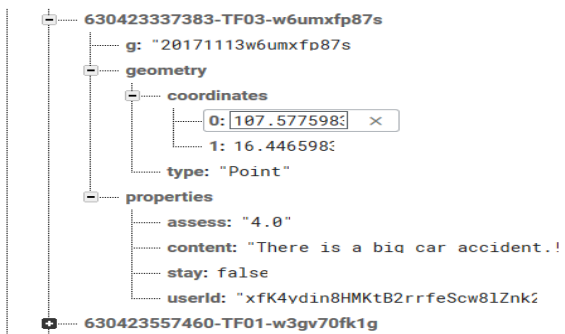 630423337383-TF03-w6umxfp87s
g: "20171113w6umxfp87s
geometry
coordinates
0: 107.5775983 ×
1: 16.4465983
type: "Point"
properties
assess: "4.0"
content: "There is a big car accident.!
stay: false
userId: "xfK4ydin8HMKtB2rrfeScw8lZnk2
630423557460-TF01-w3gv70fk1g